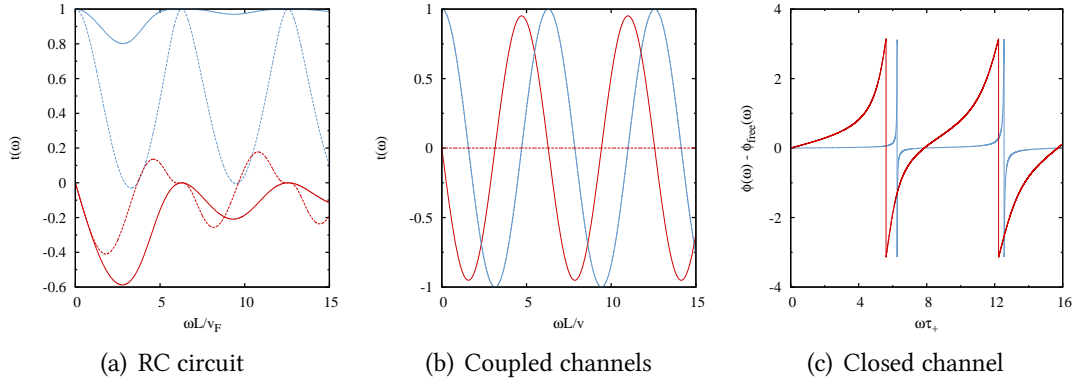 1
0.8
0.6
0.4
0.2
0
-0.2
-0.4
-0.6
t(ω)
0 5 10 15
ωL/v_F
(a) RC circuit
1
0.5
0
-0.5
-1
t(ω)
0 5 10 15
ωL/v
(b) Coupled channels
4
2
0
-2
-4
ϕ(ω) - ϕ_free(ω)
0 4 8 12 16
ωτ_+
(c) Closed channel